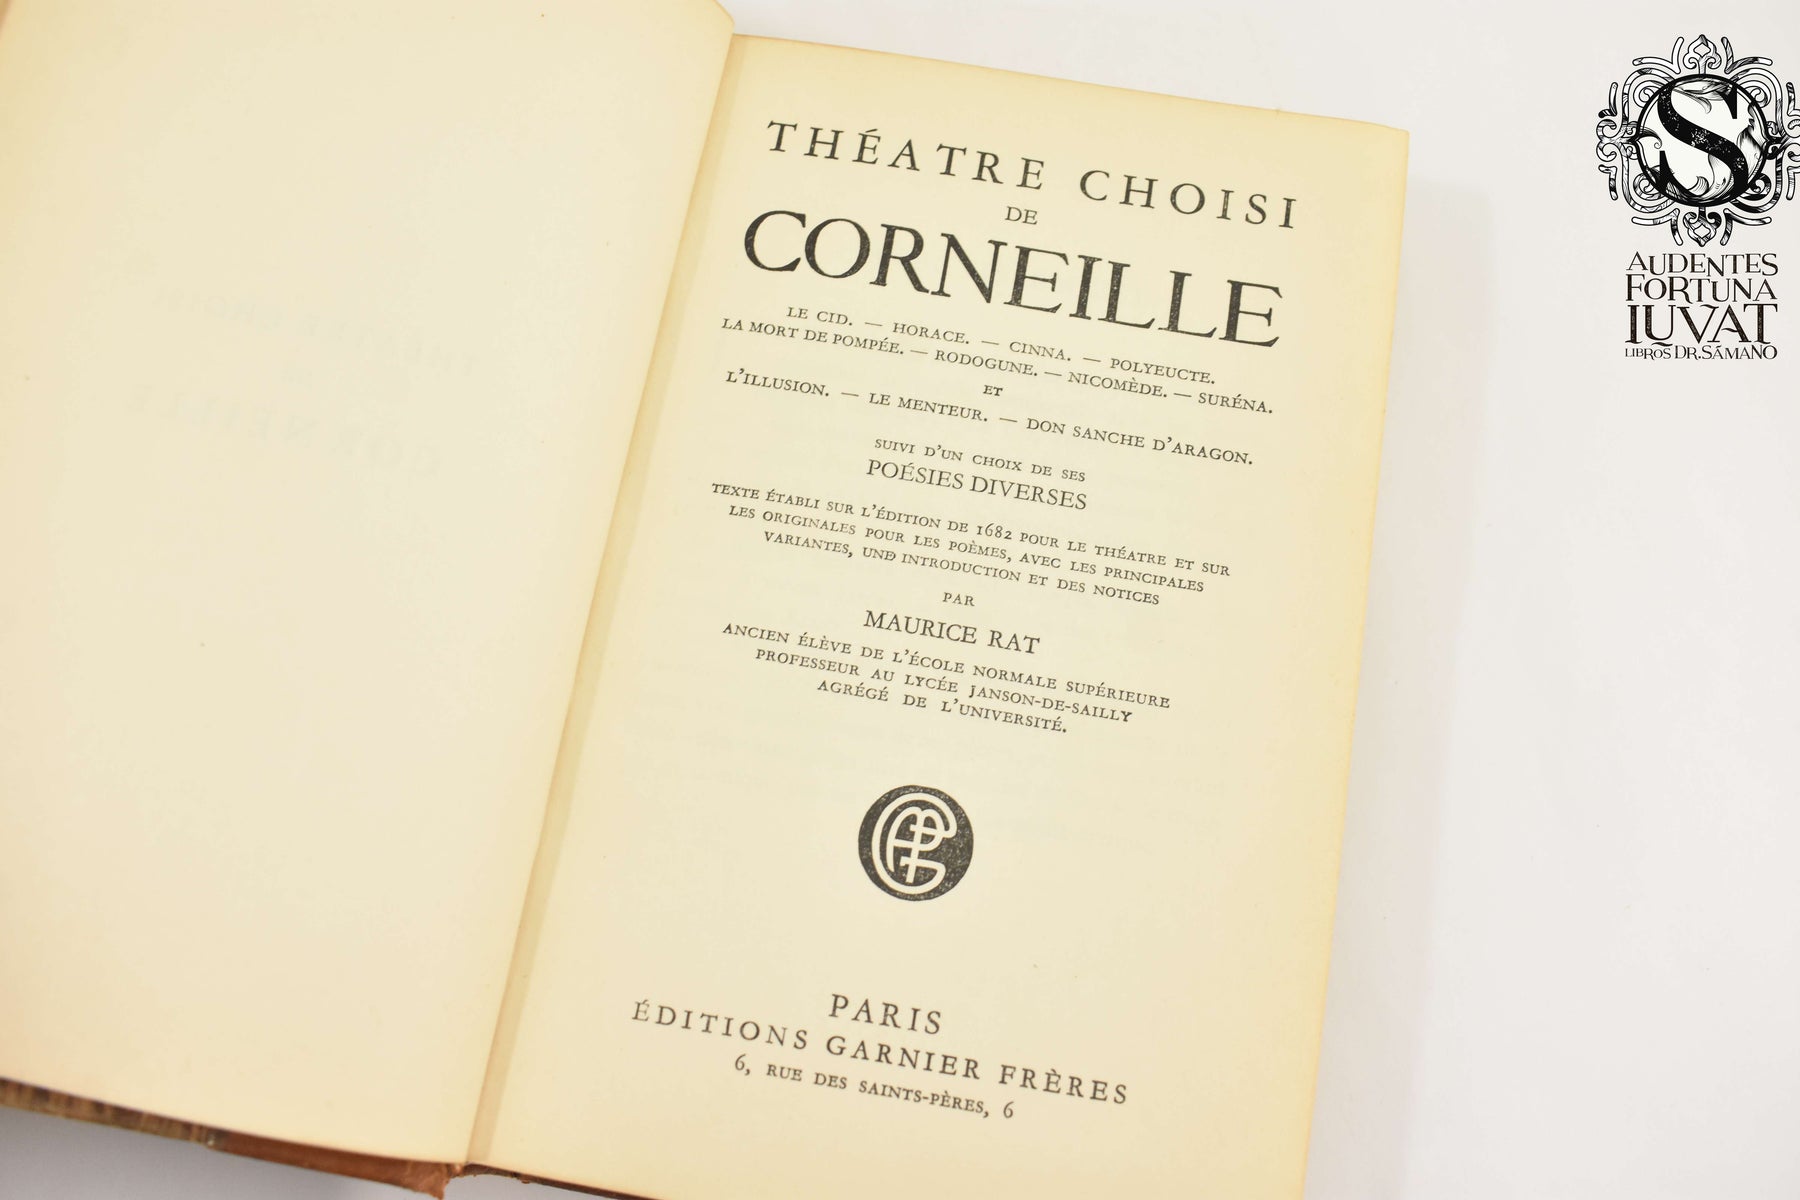 THÉATRE CHOISI
DE
CORNEILLE
LE CID. — HORACE. — CINNA. — POLYEUCTE.
LA MORT DE POMPÉE. — RODOGUNE. — NICOMÈDE. — SURÉNA.
ET
L'ILLUSION. — LE MENTEUR. — DON SANCHE D'ARAGON.
SUIVI D'UN CHOIX DE SES
POÉSIES DIVERSES
TEXTE ÉTABLI SUR L'ÉDITION DE 1682 POUR LE THÉATRE ET SUR
LES ORIGINALES POUR LES POÈMES, AVEC LES PRINCIPALES
VARIANTES, UNE INTRODUCTION ET DES NOTICES
PAR
MAURICE RAT
ANCIEN ÉLÈVE DE L'ÉCOLE NORMALE SUPÉRIEURE
PROFESSEUR AU LYCÉE JANSON-DE-SAILLY
AGRÉGÉ DE L'UNIVERSITÉ.
PARIS
ÉDITIONS GARNIER FRÈRES
6, RUE DES SAINTS-PÈRES, 6
S
AUDENTES
FORTUNA
IUVAT
LIBROS DR. SÁMANO